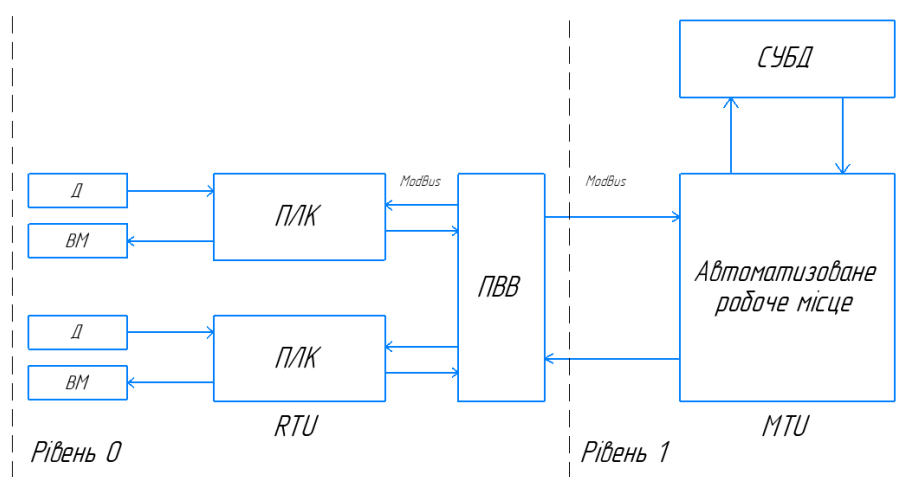 СУБД
Д
ВМ
ПЛК
ModBus
ПВВ
ModBus
Автоматизоване
робоче місце
Д
ВМ
ПЛК
RTU
MTU
Рівень 0
Рівень 1